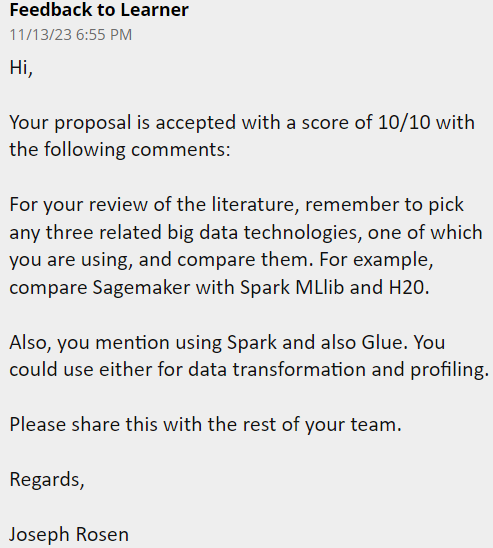 Feedback to Learner
11/13/23 6:55 PM
Hi,
Your proposal is accepted with a score of 10/10 with
the following comments:
For your review of the literature, remember to pick
any three related big data technologies, one of which
you are using, and compare them. For example,
compare Sagemaker with Spark MLlib and H20.
Also, you mention using Spark and also Glue. You
could use either for data transformation and profiling.
Please share this with the rest of your team.
Regards,
Joseph Rosen